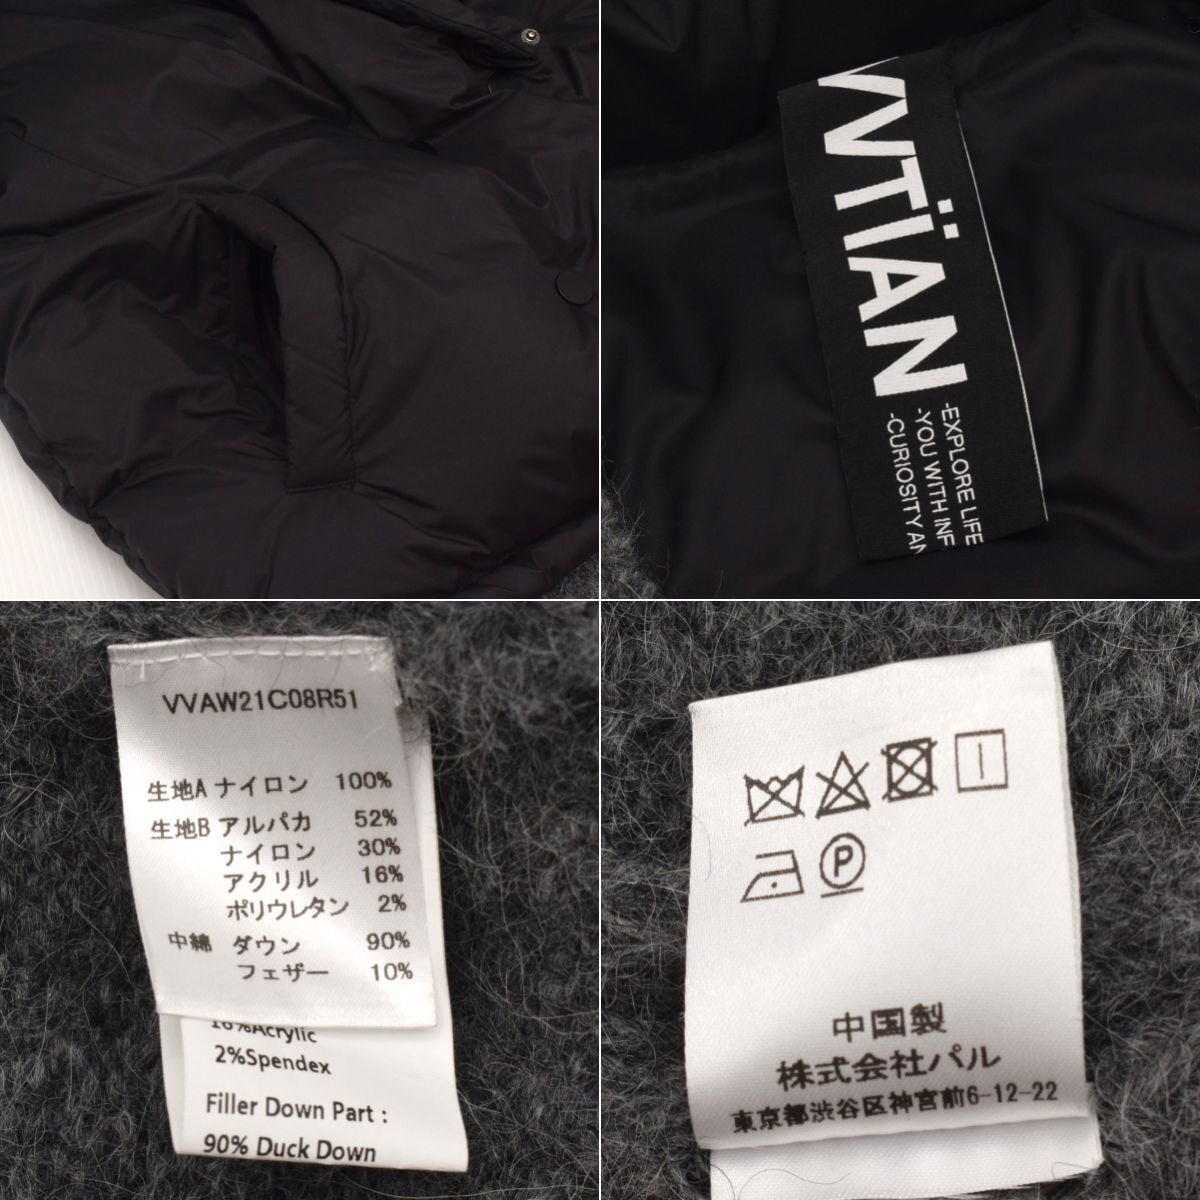 VVTÏAN
-EXPLORE LIFE
-YOU WITH INF
-CURIOSITY AN
VVAW21C08R51
生地A ナイロン 100%
生地B アルパカ 52%
ナイロン 30%
アクリル 16%
ポリウレタン 2%
中綿 ダウン 90%
フェザー 10%
16%Acrylic
2%Spendex
Filler Down Part :
90% Duck Down
P
中国製
株式会社パル
東京都渋谷区神宮前6-12-22